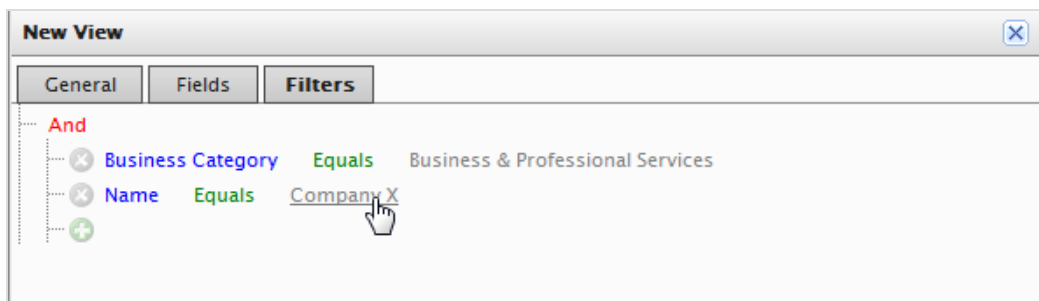 New View
General Fields Filters
And
Business Category Equals Business & Professional Services
Name Equals Company X